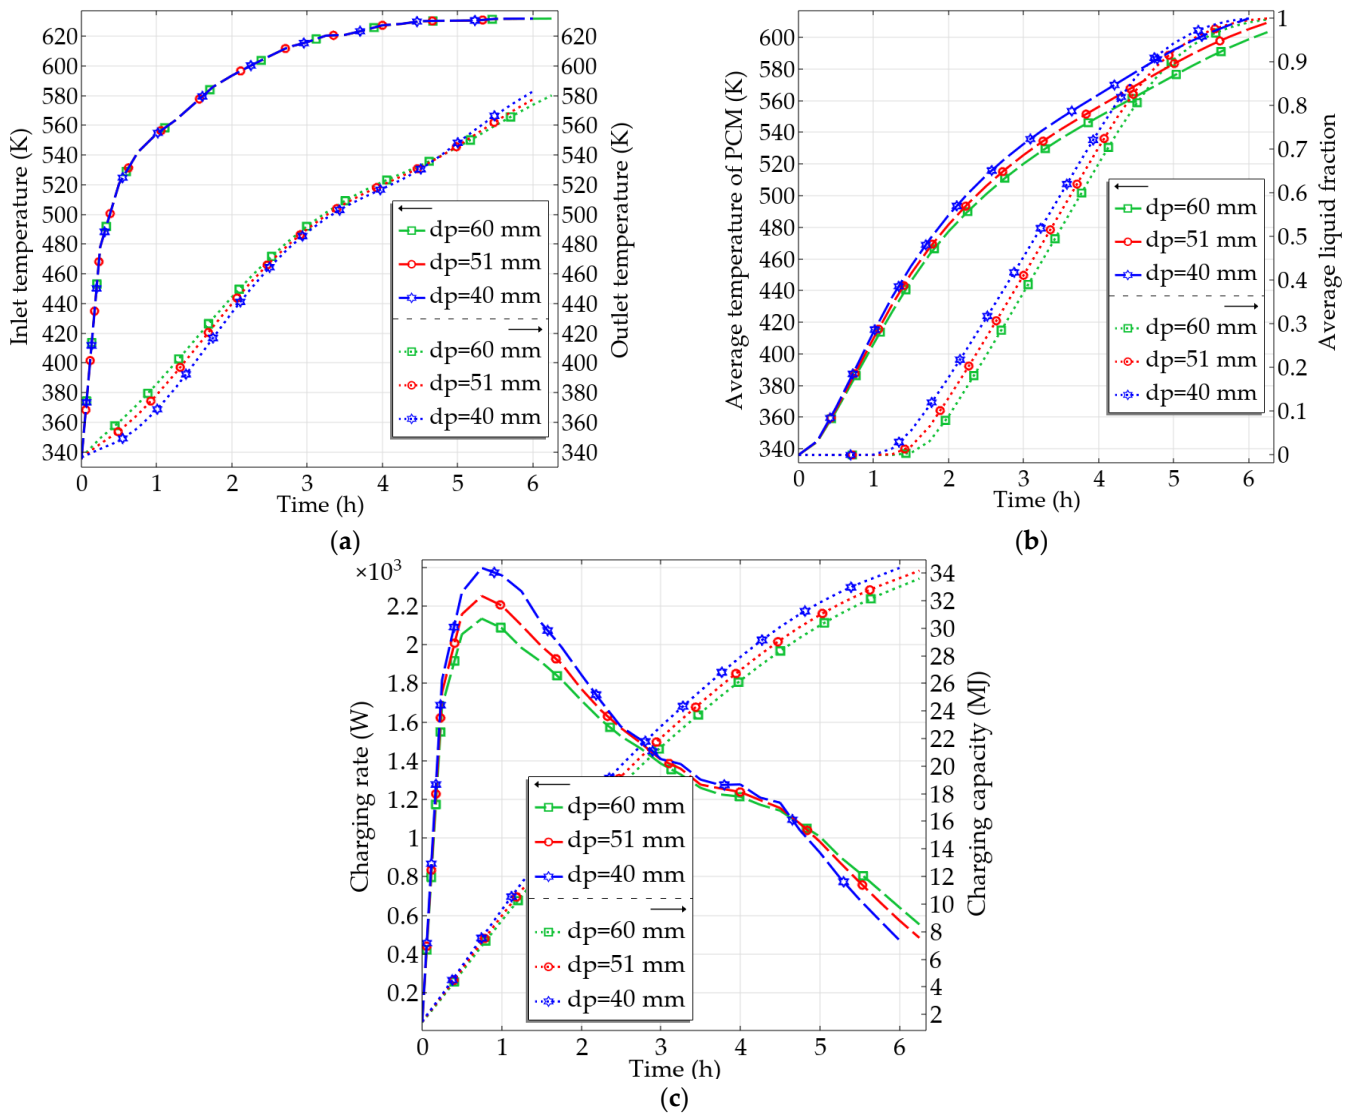 Inlet temperature (K)
620
600
580
560
540
520
500
480
460
440
420
400
380
360
340
0 1 2 3 4 5 6
Time (h)
620
600
580
560
540
520
500
480
460
440
420
400
380
360
340
Outlet temperature (K)
dp=60 mm
dp=51 mm
dp=40 mm
dp=60 mm
dp=51 mm
dp=40 mm
(a)
Average temperature of PCM (K)
600
580
560
540
520
500
480
460
440
420
400
380
360
340
0 1 2 3 4 5 6
Time (h)
1
0.9
0.8
0.7
0.6
0.5
0.4
0.3
0.2
0.1
0
Average liquid fraction
dp=60 mm
dp=51 mm
dp=40 mm
dp=60 mm
dp=51 mm
dp=40 mm
(b)
×10³
Charging rate (W)
2.2
2
1.8
1.6
1.4
1.2
1
0.8
0.6
0.4
0.2
0 1 2 3 4 5 6
Time (h)
34
32
30
28
26
24
22
20
18
16
14
12
10
8
6
4
2
Charging capacity (MJ)
dp=60 mm
dp=51 mm
dp=40 mm
dp=60 mm
dp=51 mm
dp=40 mm
(c)